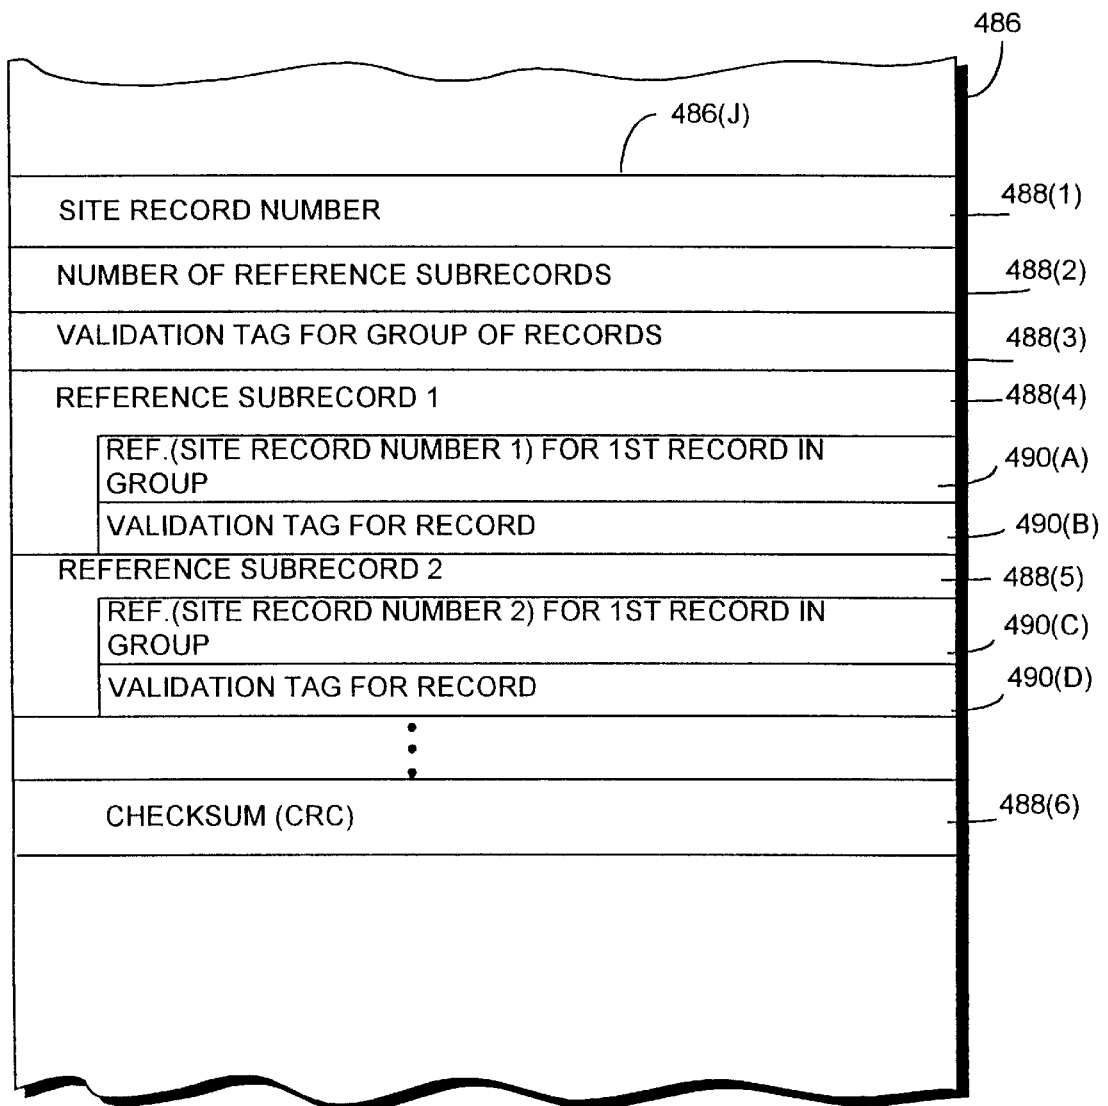 486
486(J)
SITE RECORD NUMBER
488(1)
NUMBER OF REFERENCE SUBRECORDS
488(2)
VALIDATION TAG FOR GROUP OF RECORDS
488(3)
REFERENCE SUBRECORD 1
488(4)
REF.(SITE RECORD NUMBER 1) FOR 1ST RECORD IN
GROUP
490(A)
VALIDATION TAG FOR RECORD
490(B)
REFERENCE SUBRECORD 2
488(5)
REF.(SITE RECORD NUMBER 2) FOR 1ST RECORD IN
GROUP
490(C)
VALIDATION TAG FOR RECORD
490(D)
CHECKSUM (CRC)
488(6)